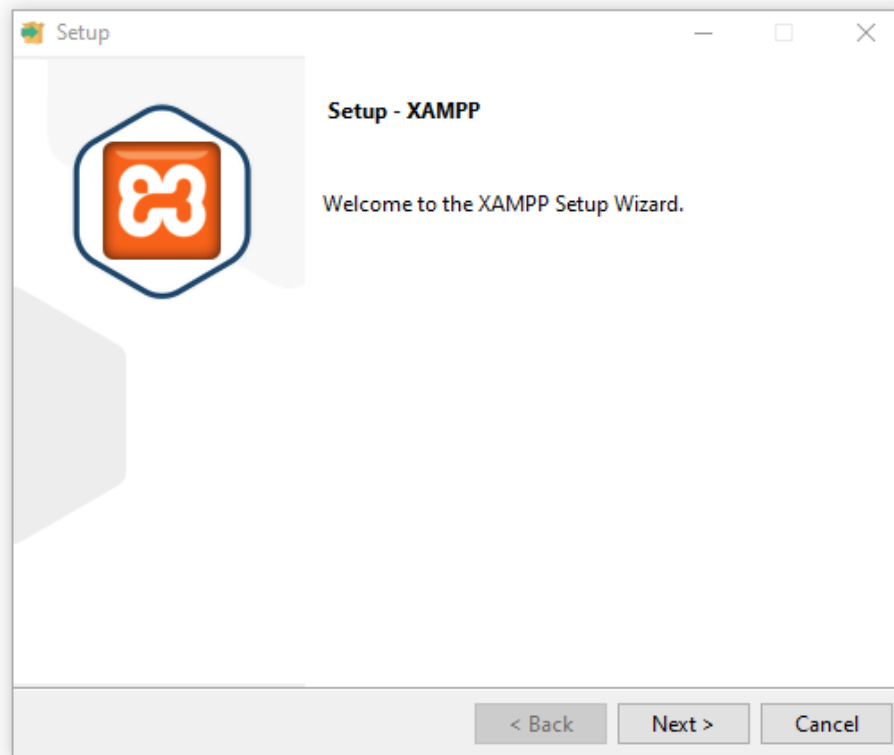 Setup
Setup - XAMPP
Welcome to the XAMPP Setup Wizard.
< Back
Next >
Cancel